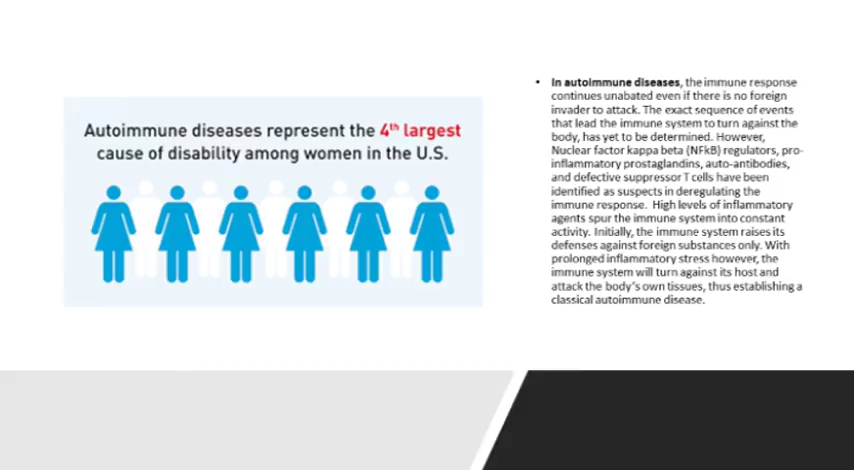 Autoimmune diseases represent the 4th largest
cause of disability among women in the U.S.
• In autoimmune diseases, the immune response
continues unabated even if there is no foreign
invader to attack. The exact sequence of events
that lead the immune system to turn against the
body, has yet to be determined. However,
Nuclear factor kappa beta (NFkB) regulators, pro-
inflammatory prostaglandins, auto-antibodies,
and defective suppressor T cells have been
identified as suspects in deregulating the
immune response. High levels of inflammatory
agents spur the immune system into constant
activity. Initially, the immune system raises its
defenses against foreign substances only. With
prolonged inflammatory stress however, the
immune system will turn against its host and
attack the body's own tissues, thus establishing a
classical autoimmune disease.